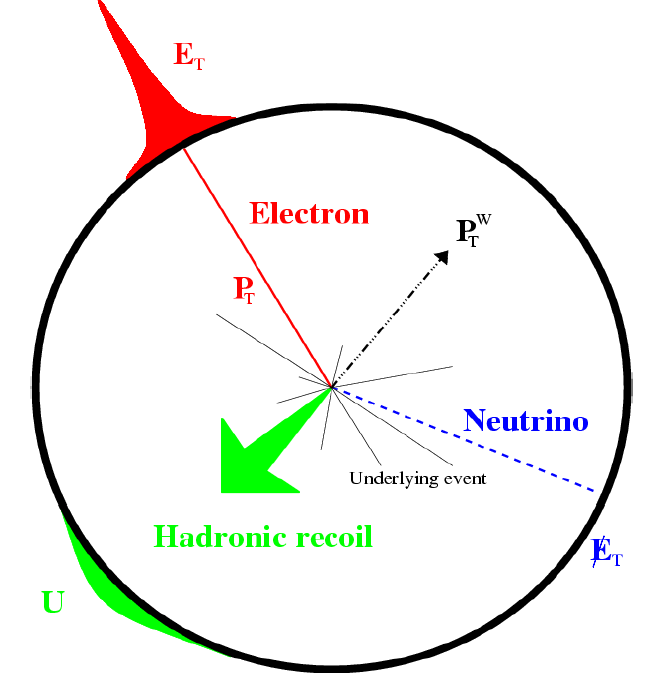 E_T
Electron
P_T^W
P_T
Neutrino
Underlying event
Hadronic recoil
E̸_T
U